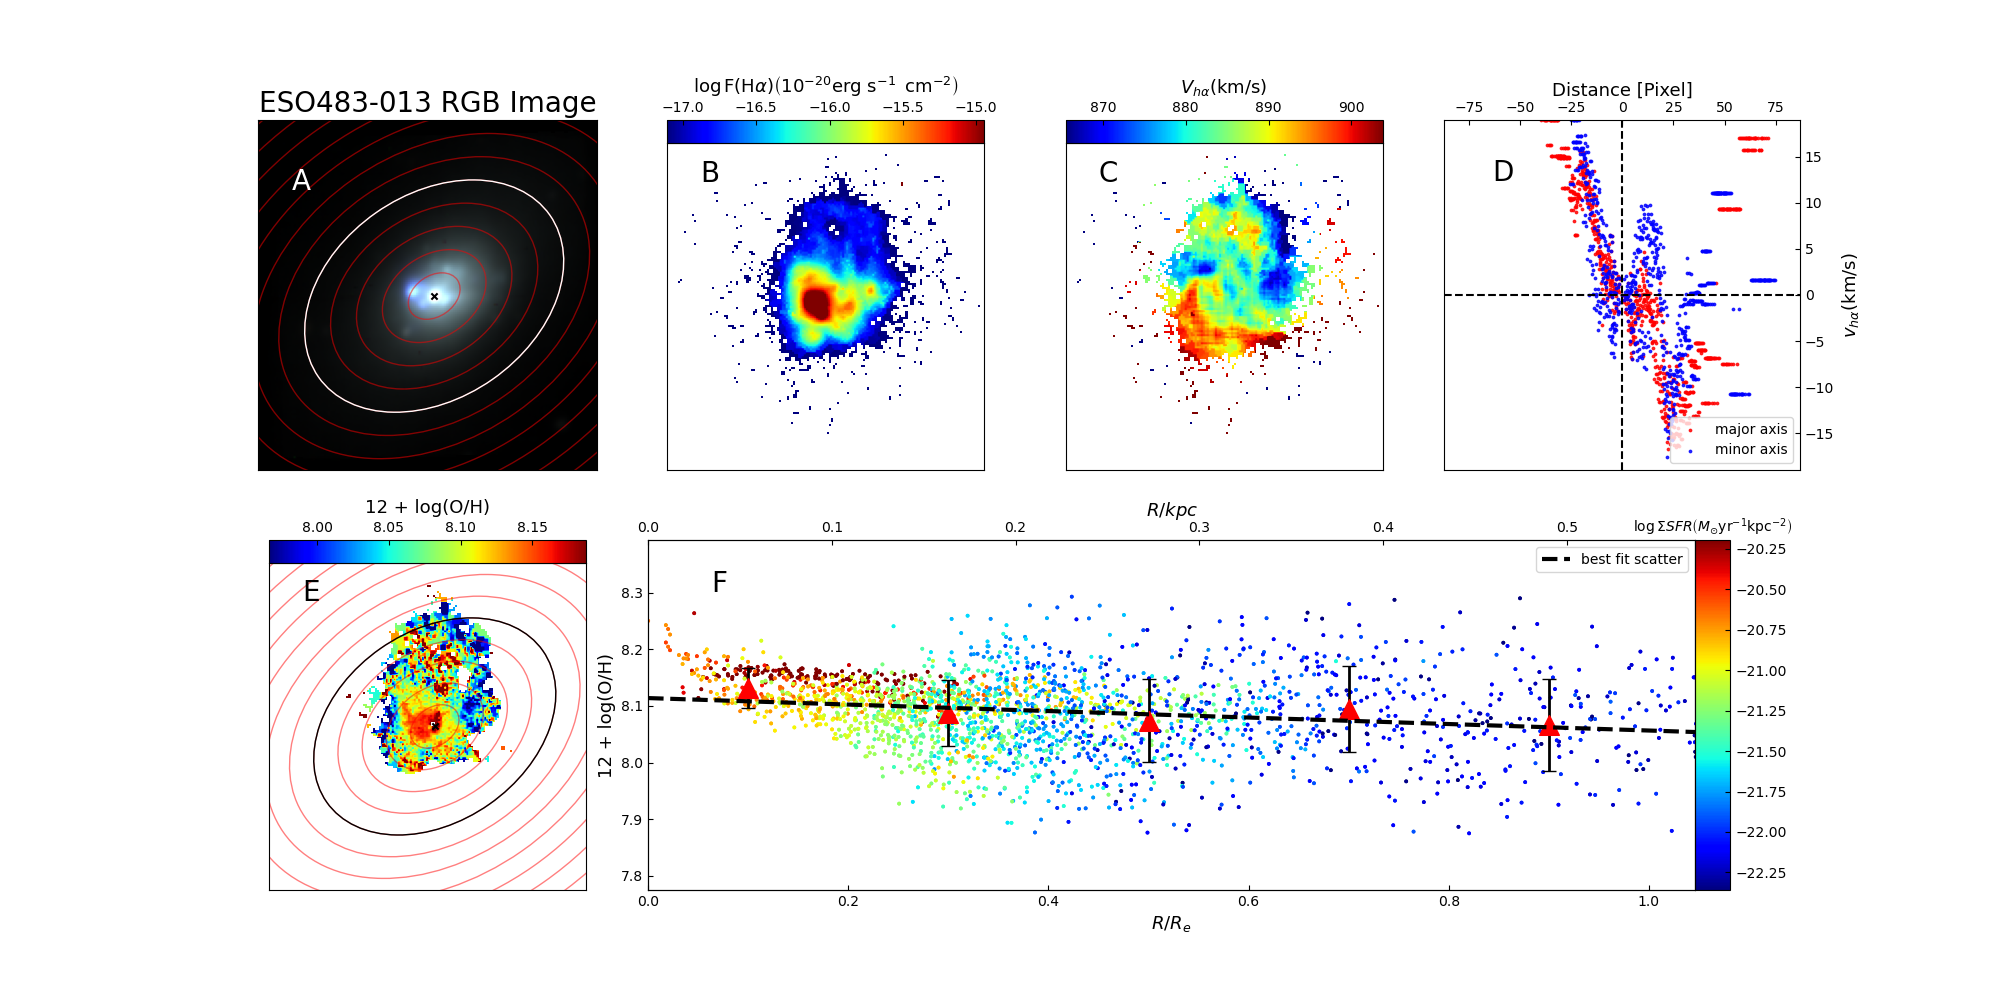 ESO483-013 RGB Image
A
log F(Hα)(10⁻²⁰erg s⁻¹ cm⁻²)
−17.0 −16.5 −16.0 −15.5 −15.0
B
V_{hα}(km/s)
870 880 890 900
C
Distance [Pixel]
−75 −50 −25 0 25 50 75
D
15
10
5
0
−5
−10
−15
v_{hα}(km/s)
major axis
minor axis
12 + log(O/H)
8.00 8.05 8.10 8.15
E
R/kpc
0.0 0.1 0.2 0.3 0.4 0.5
F
best fit scatter
12 + log(O/H)
8.3
8.2
8.1
8.0
7.9
7.8
0.0 0.2 0.4 0.6 0.8 1.0
R/R_e
log ΣSFR(M_⊙yr⁻¹kpc⁻²)
−20.25
−20.50
−20.75
−21.00
−21.25
−21.50
−21.75
−22.00
−22.25